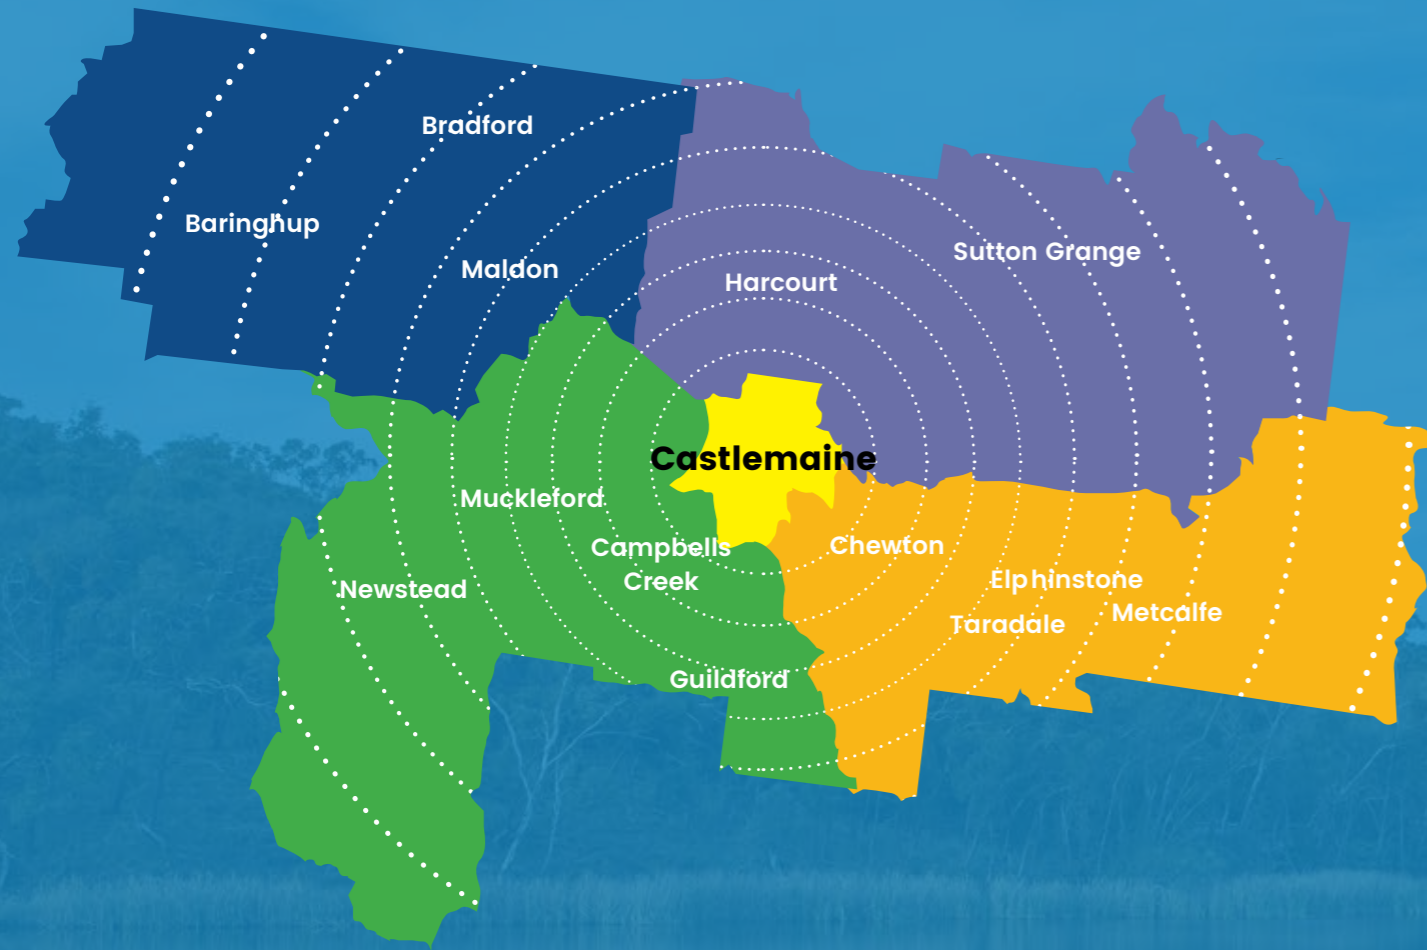 Bradford
Baringhup
Sutton Grange
Maldon
Harcourt
Castlemaine
Muckleford
Campbells
Creek
Chewton
Newstead
Elphinstone
Metcalfe
Taradale
Guildford